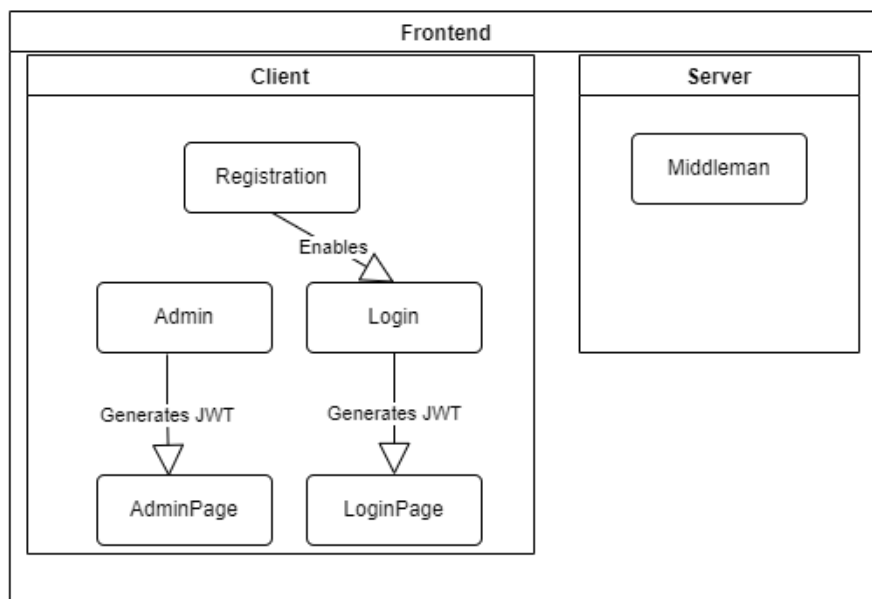 Frontend
Client
Server
Registration
Middleman
Enables
Admin
Login
Generates JWT
Generates JWT
AdminPage
LoginPage